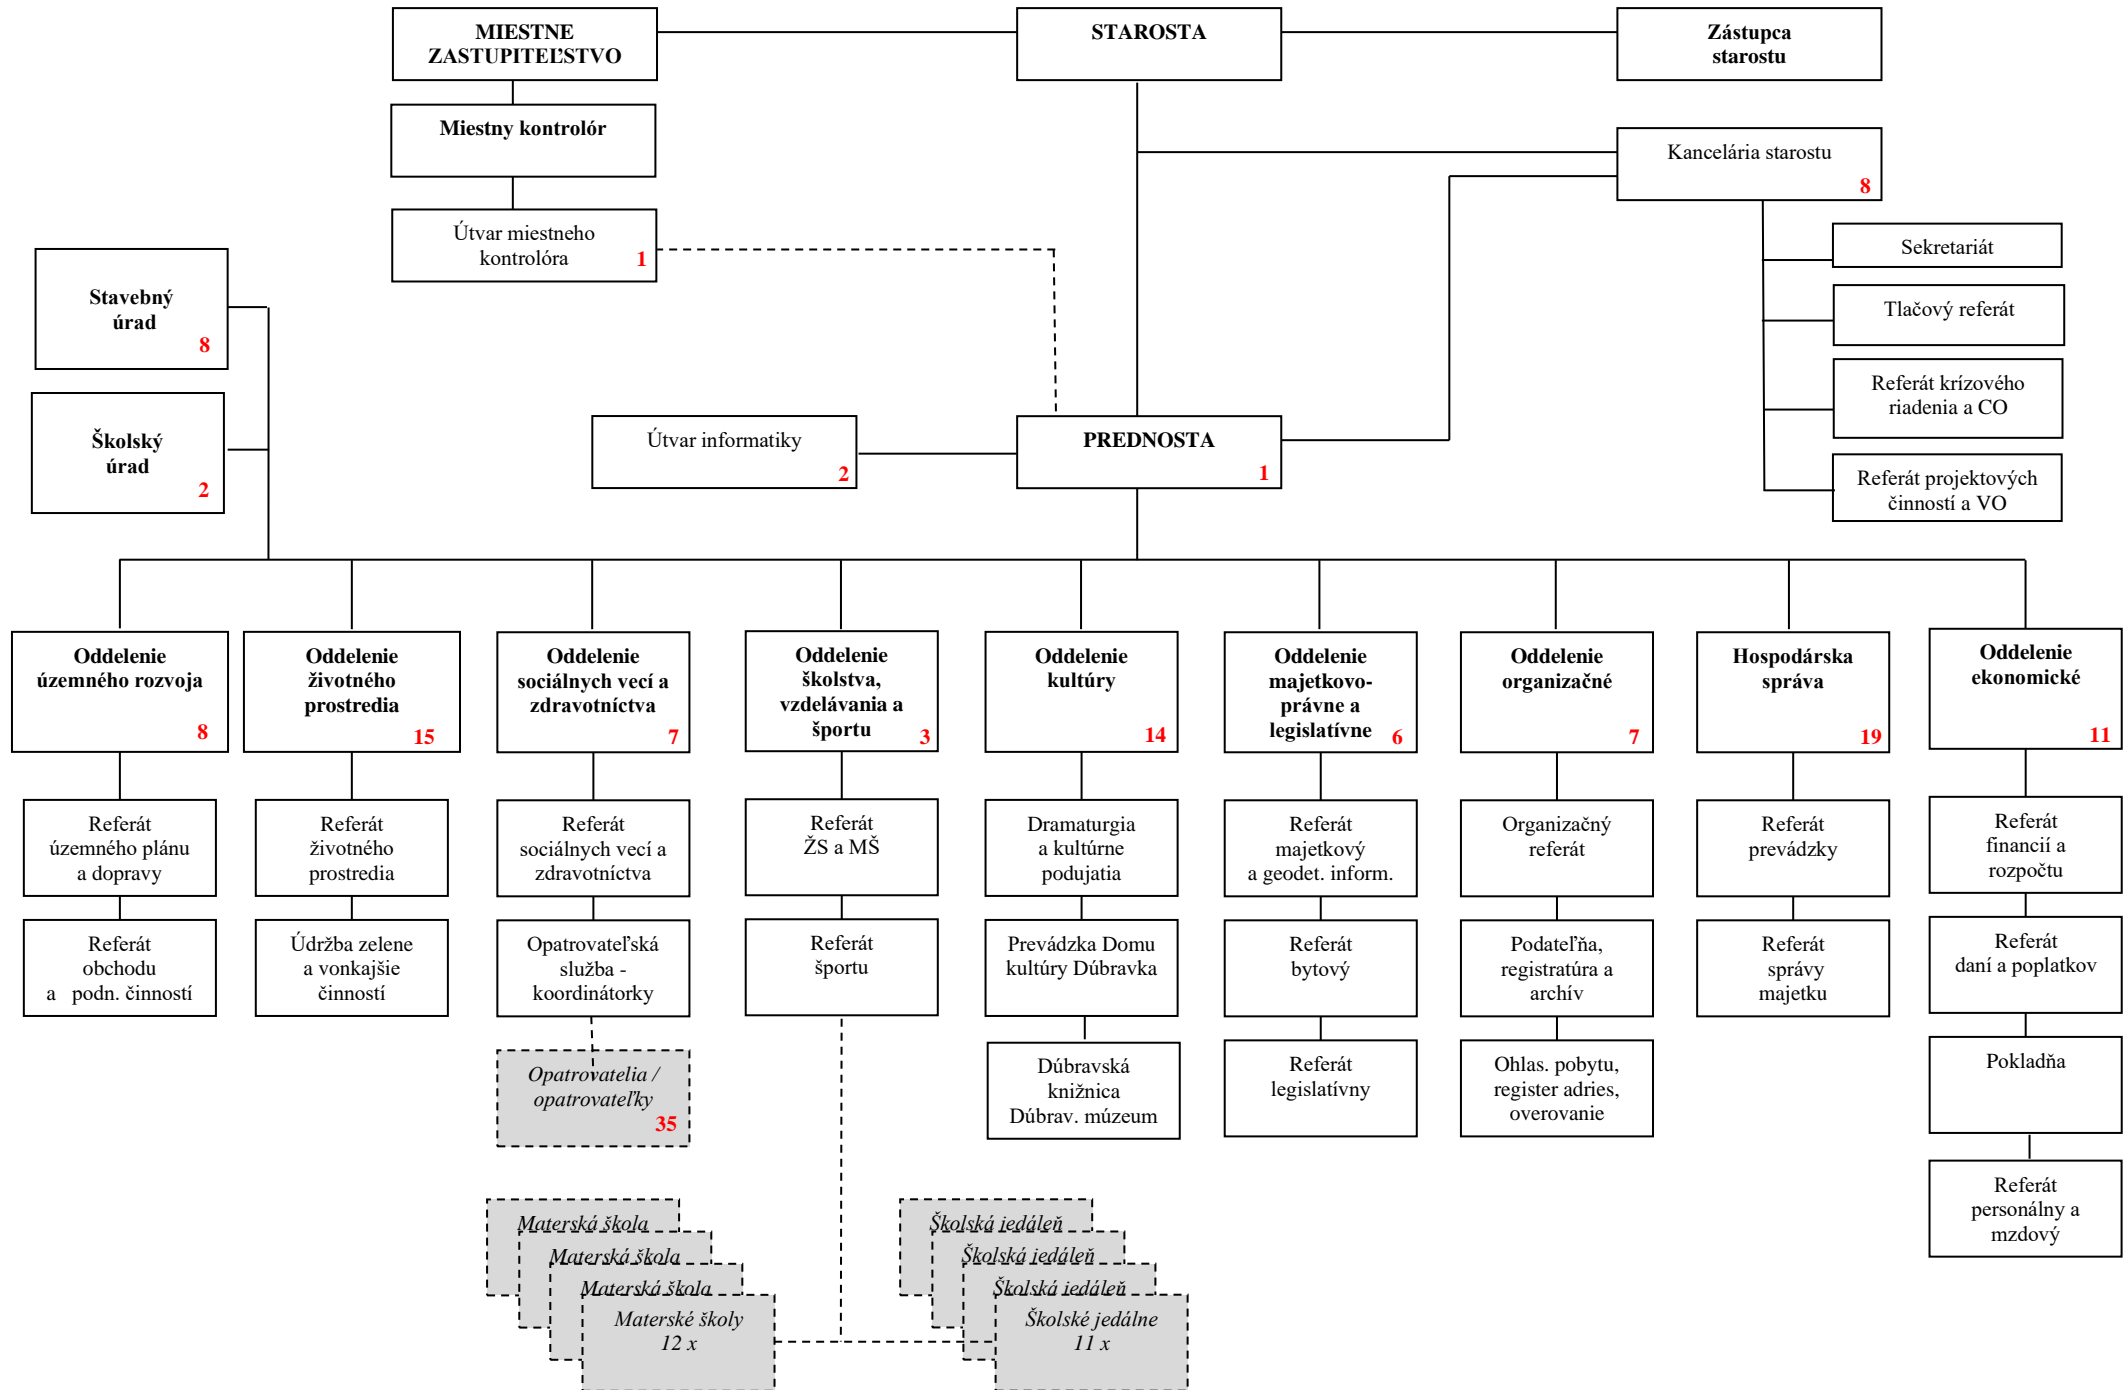 MIESTNE
ZASTUPITEĽSTVO
STAROSTA
Zástupca
starostu
Miestny kontrolór
Kancelária starostu
8
Útvar miestneho
kontrolóra
1
Sekretariát
Tlačový referát
Referát krízového
riadenia a CO
Referát projektových
činností a VO
Stavebný
úrad
8
Školský
úrad
2
Útvar informatiky
2
PREDNOSTA
1
Oddelenie
územného rozvoja
8
Oddelenie
životného
prostredia
15
Oddelenie
sociálnych vecí a
zdravotníctva
7
Oddelenie
školstva,
vzdelávania a
športu
3
Oddelenie
kultúry
14
Oddelenie
majetkovo-
právne a
legislatívne
6
Oddelenie
organizačné
7
Hospodárska
správa
19
Oddelenie
ekonomické
11
Referát
územného plánu
a dopravy
Referát
životného
prostredia
Referát
sociálnych vecí a
zdravotníctva
Referát
ŽS a MŠ
Dramaturgia
a kultúrne
podujatia
Referát
majetkový
a geodet. inform.
Organizačný
referát
Referát
prevádzky
Referát
financií a
rozpočtu
Referát
obchodu
a podn. činností
Údržba zelene
a vonkajšie
činností
Opatrovateľská
služba -
koordinátorky
Referát
športu
Prevádzka Domu
kultúry Dúbravka
Referát
bytový
Podateľňa,
registratúra a
archív
Referát
správy
majetku
Referát
daní a poplatkov
Opatrovatelia /
opatrovateľky
35
Dúbravská
knižnica
Dúbrav. múzeum
Referát
legislatívny
Ohlas. pobytu,
register adries,
overovanie
Pokladňa
Referát
personálny a
mzdový
Materská škola
Materská škola
Materská škola
Materské školy
12 x
Školská jedáleň
Školská jedáleň
Školská jedáleň
Školské jedálne
11 x